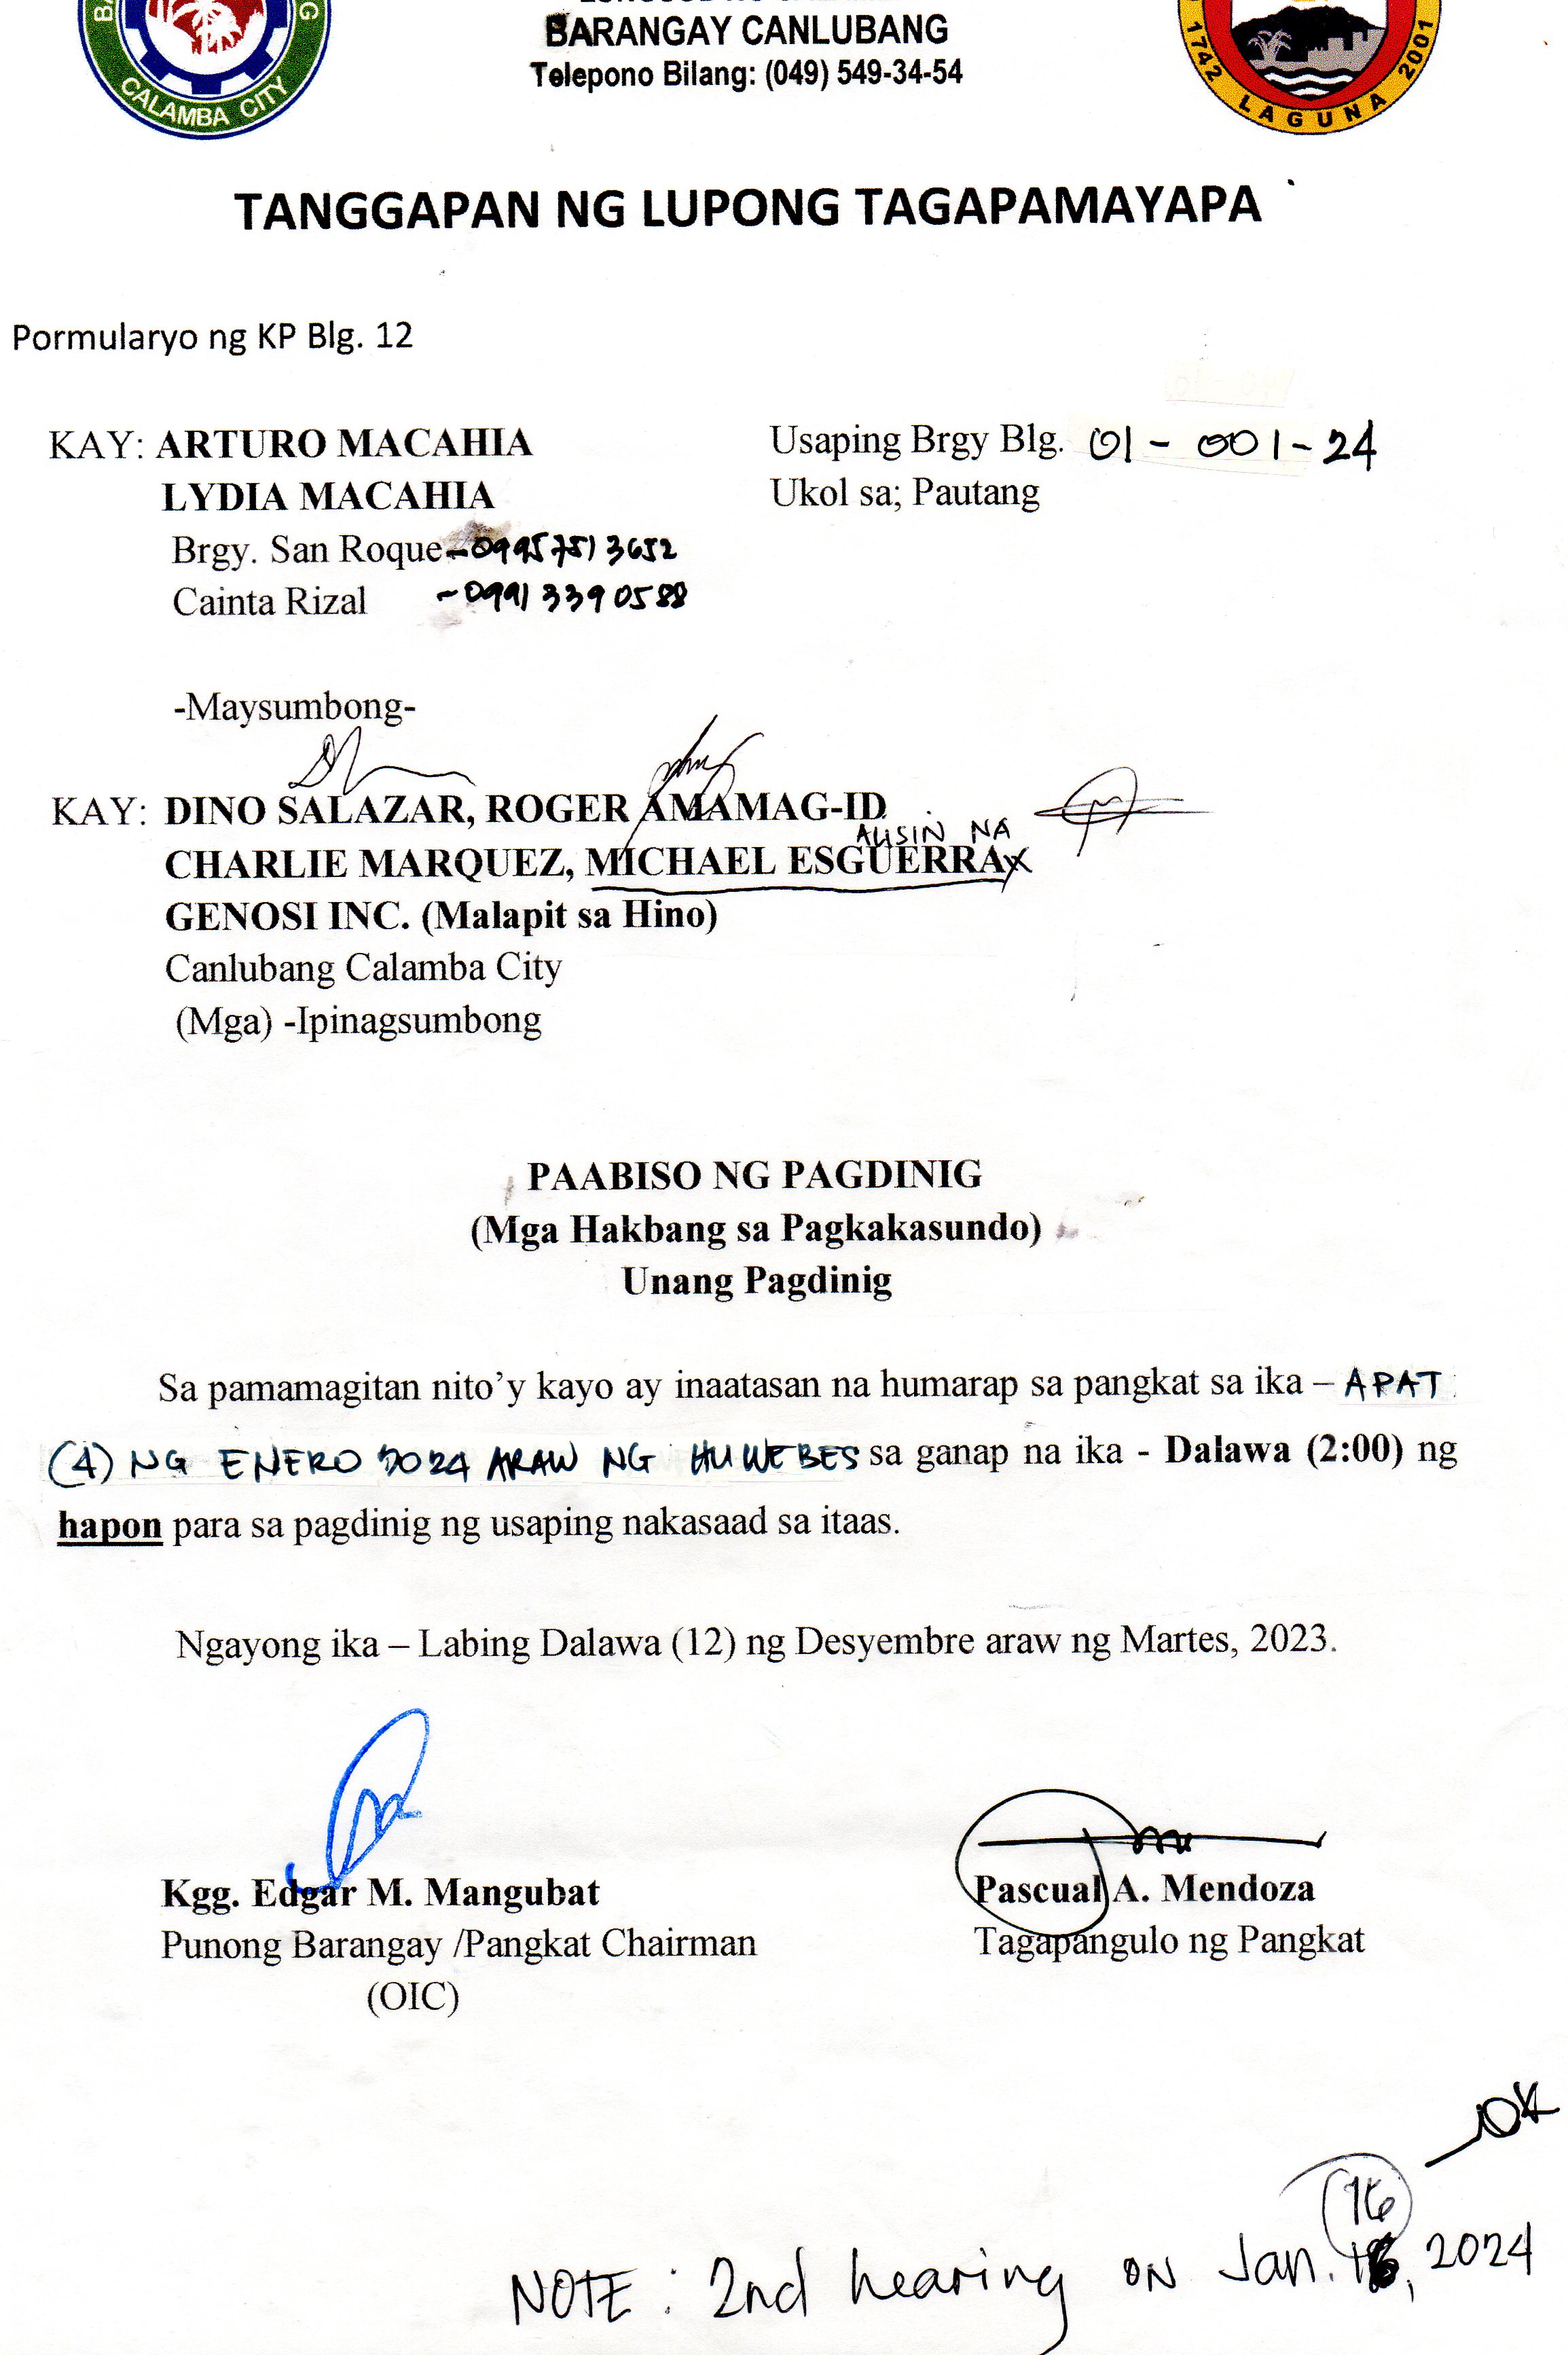 CALAMBA CITY
BARANGAY CANLUBANG
Telepono Bilang: (049) 549-34-54
1742 LAGUNA 2001
TANGGAPAN NG LUPONG TAGAPAMAYAPA
Pormularyo ng KP Blg. 12
KAY: ARTURO MACAHIA
LYDIA MACAHIA
Brgy. San Roque -09957513652
Cainta Rizal -09913390588
Usaping Brgy Blg. 01 - 001 - 24
Ukol sa; Pautang
-Maysumbong-
KAY: DINO SALAZAR, ROGER AMAMAG-ID
ALISIN NA
CHARLIE MARQUEZ, MICHAEL ESGUERRA x
GENOSI INC. (Malapit sa Hino)
Canlubang Calamba City
(Mga) -Ipinagsumbong
PAABISO NG PAGDINIG
(Mga Hakbang sa Pagkakasundo)
Unang Pagdinig
Sa pamamagitan nito’y kayo ay inaatasan na humarap sa pangkat sa ika – APAT
(4) NG ENERO 2024 ARAW NG HUWEBES sa ganap na ika - Dalawa (2:00) ng
hapon para sa pagdinig ng usaping nakasaad sa itaas.
Ngayong ika – Labing Dalawa (12) ng Desyembre araw ng Martes, 2023.
Kgg. Edgar M. Mangubat
Punong Barangay /Pangkat Chairman
(OIC)
Pascual A. Mendoza
Tagapangulo ng Pangkat
OK
16
NOTE : 2nd hearing on Jan. 16, 2024